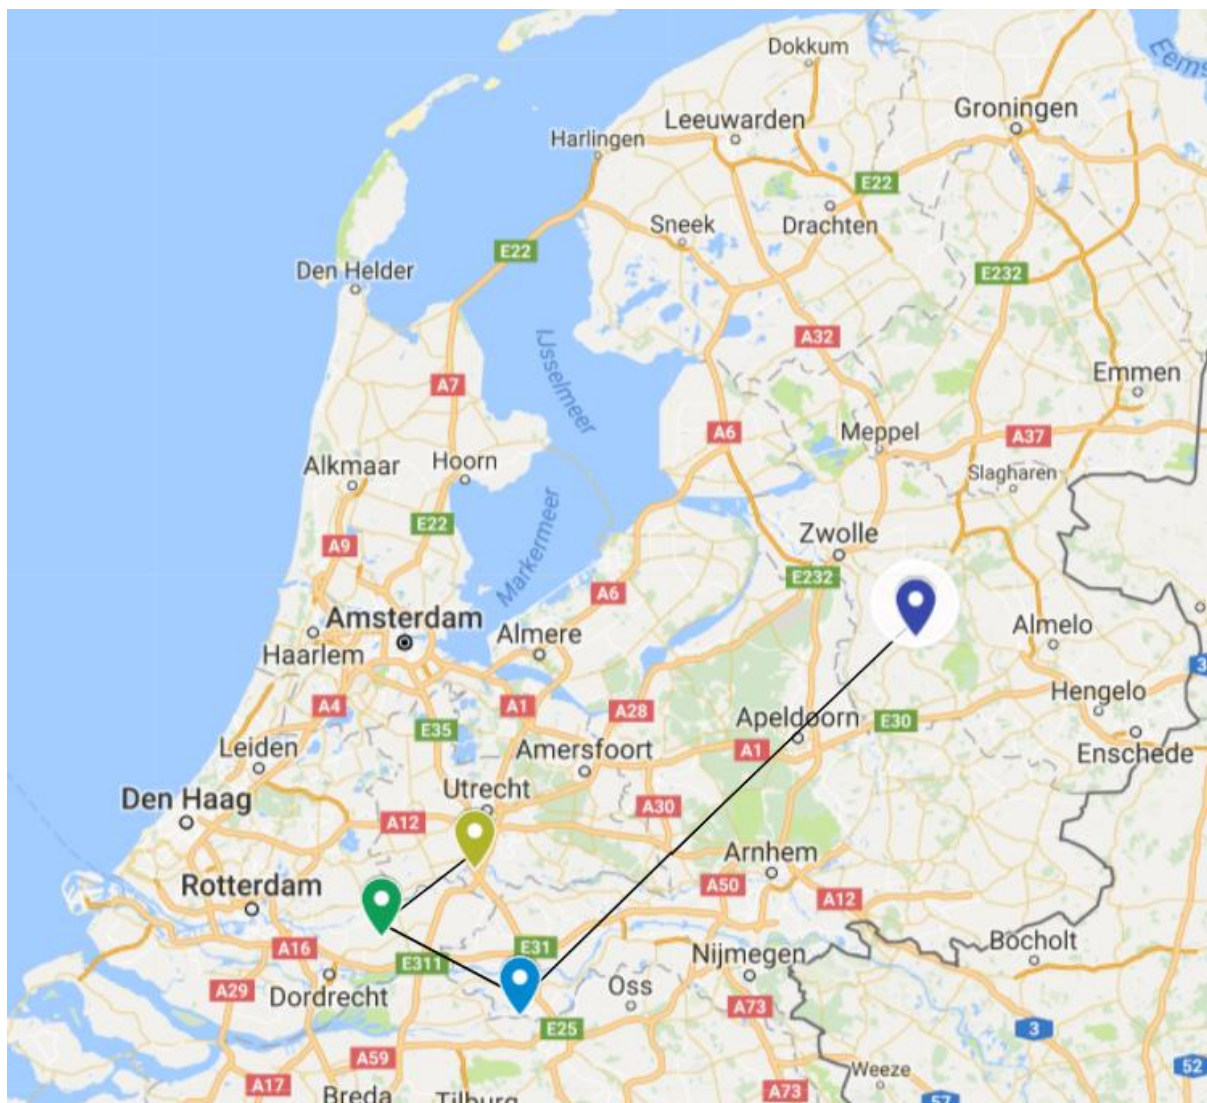 Dokkum
Eems
Groningen
Leeuwarden
Harlingen
E22
Sneek
Drachten
E22
Den Helder
E232
IJsselmeer
A32
A7
Emmen
A6
Meppel
A37
Alkmaar
Hoorn
Slagharen
Markermeer
E22
Zwolle
A9
E232
A6
Amsterdam
Almere
Almelo
Haarlem
3
Hengelo
A4
A1
A28
Apeldoorn
E30
E35
Leiden
Amersfoort
A1
Enschede
Utrecht
Den Haag
A30
A12
Arnhem
Rotterdam
A50
A12
A16
E31
Bocholt
E311
Nijmegen
Dordrecht
A29
Oss
A73
E25
3
A59
52
Weeze
A17
Breda
Tilburg
A73
57